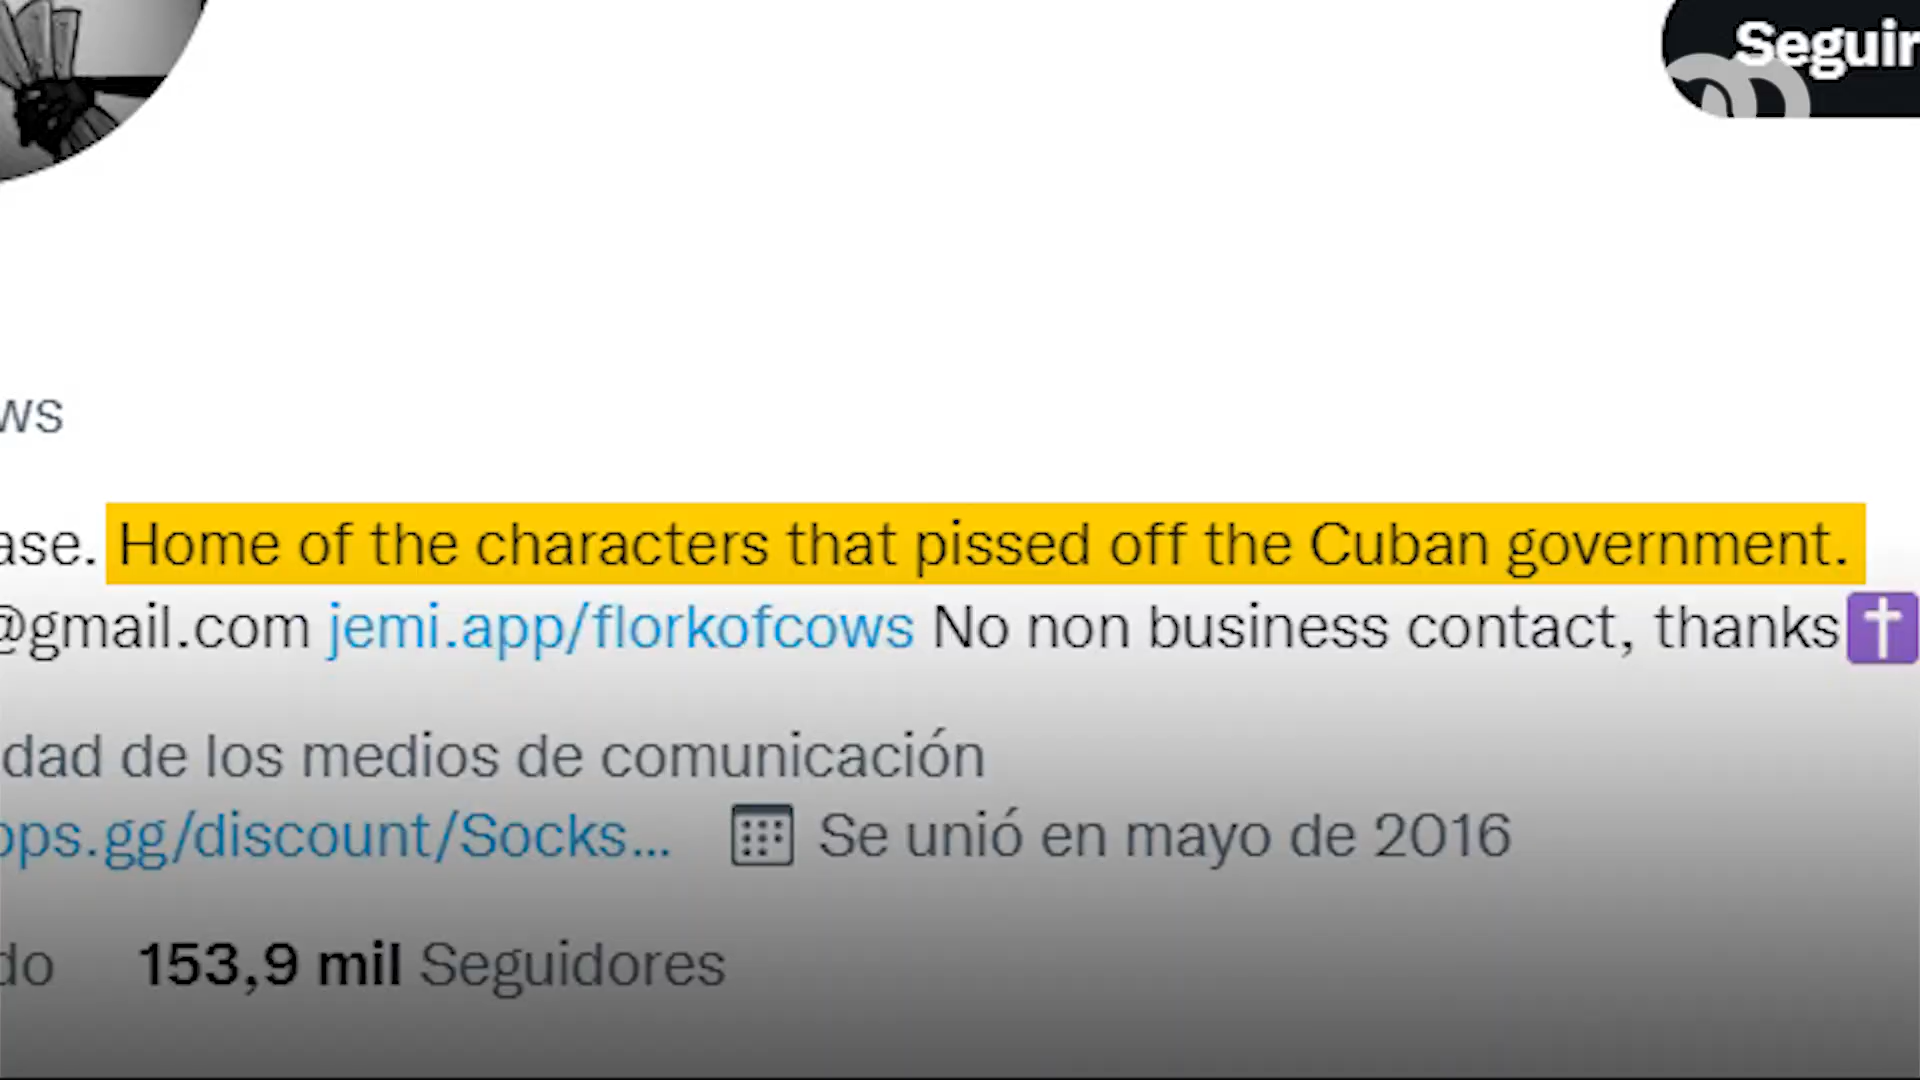 Seguir
ws
ase. Home of the characters that pissed off the Cuban government.
@gmail.com jemi.app/florkofcows No non business contact, thanks✝️
dad de los medios de comunicación
ops.gg/discount/Socks... Se unió en mayo de 2016
do 153,9 mil Seguidores